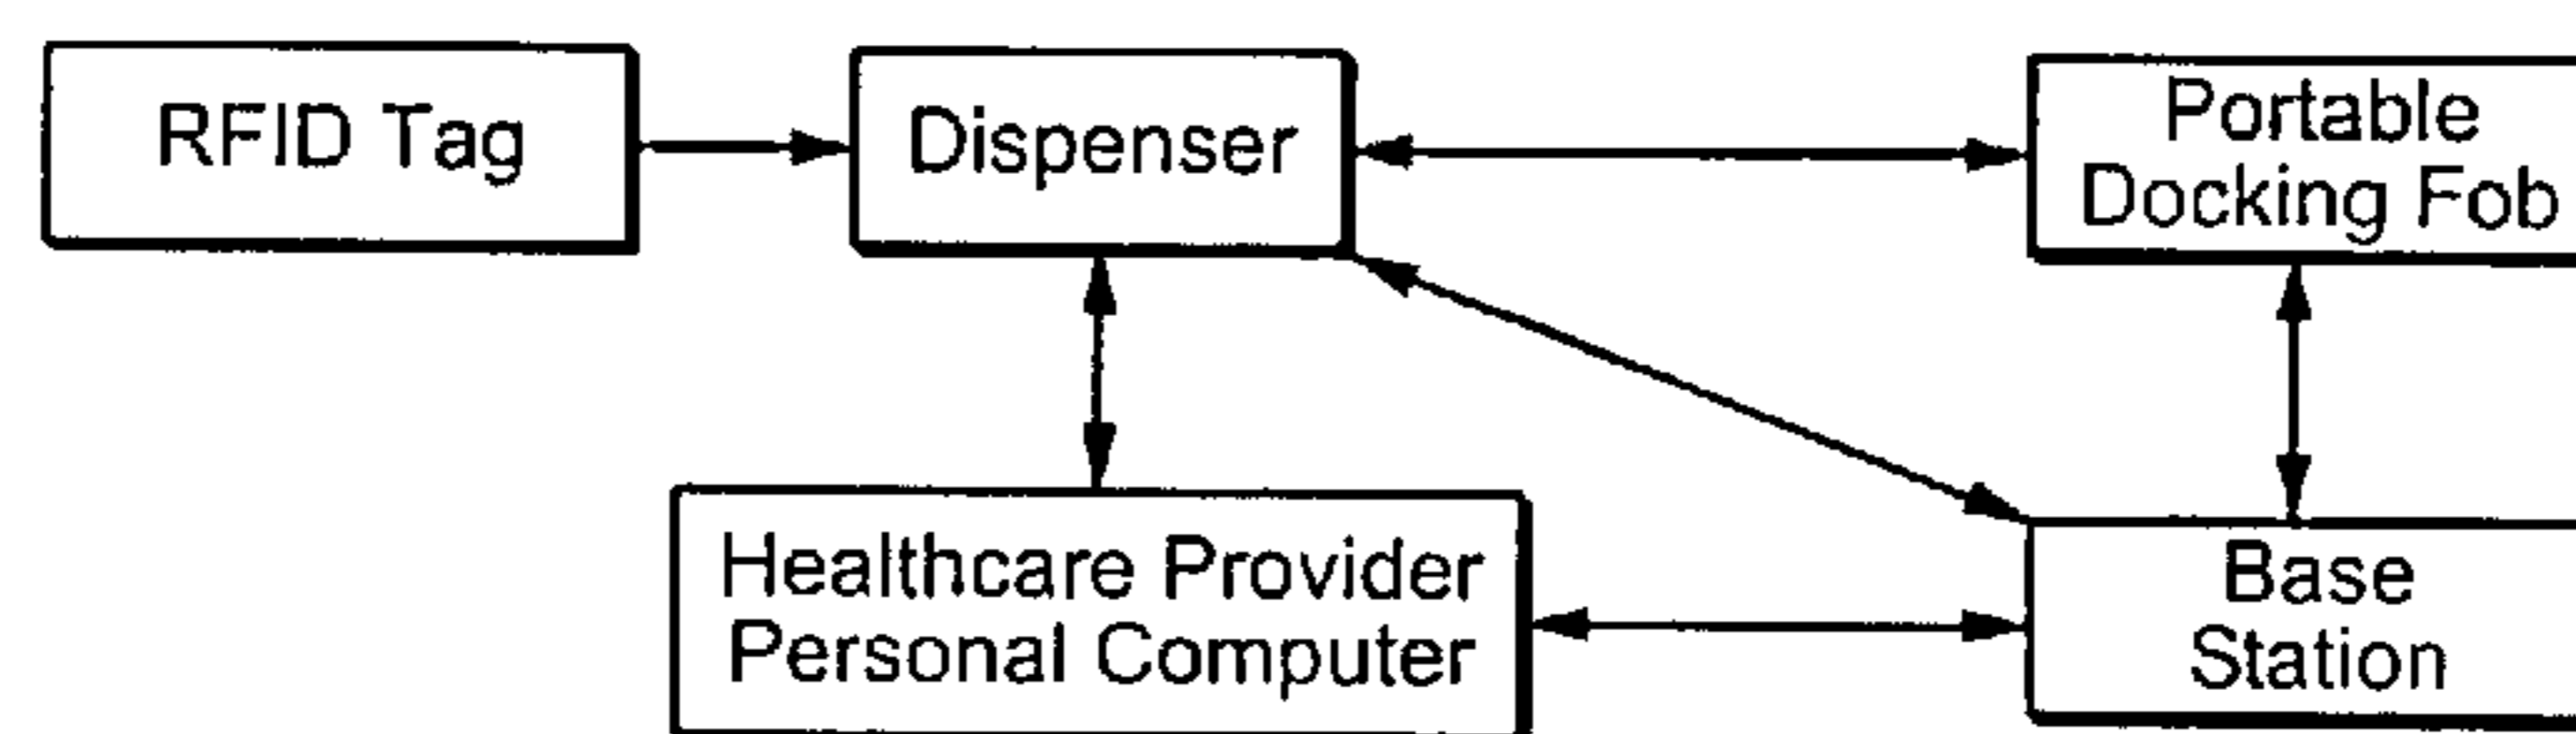 RFID Tag
Dispenser
Portable
Docking Fob
Healthcare Provider
Personal Computer
Base
Station